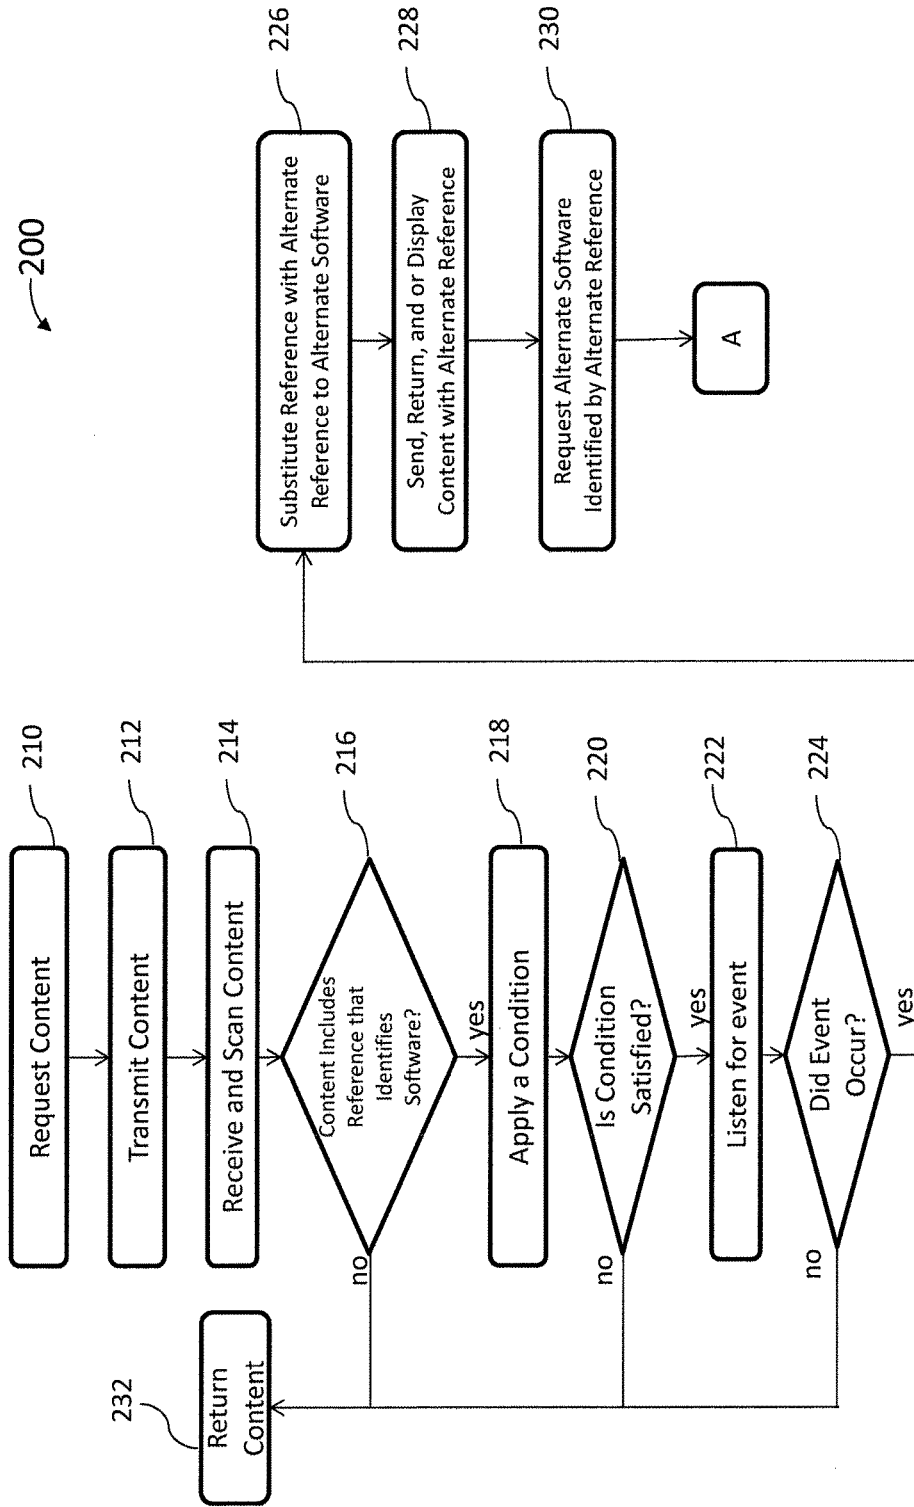 200
Request Content
210
Transmit Content
212
Receive and Scan Content
214
Content Includes
Reference that
Identifies
Software?
216
no
yes
Apply a Condition
218
Is Condition
Satisfied?
220
no
yes
Listen for event
222
Did Event
Occur?
224
no
yes
Return
Content
232
Substitute Reference with Alternate
Reference to Alternate Software
226
Send, Return, and or Display
Content with Alternate Reference
228
Request Alternate Software
Identified by Alternate Reference
230
A